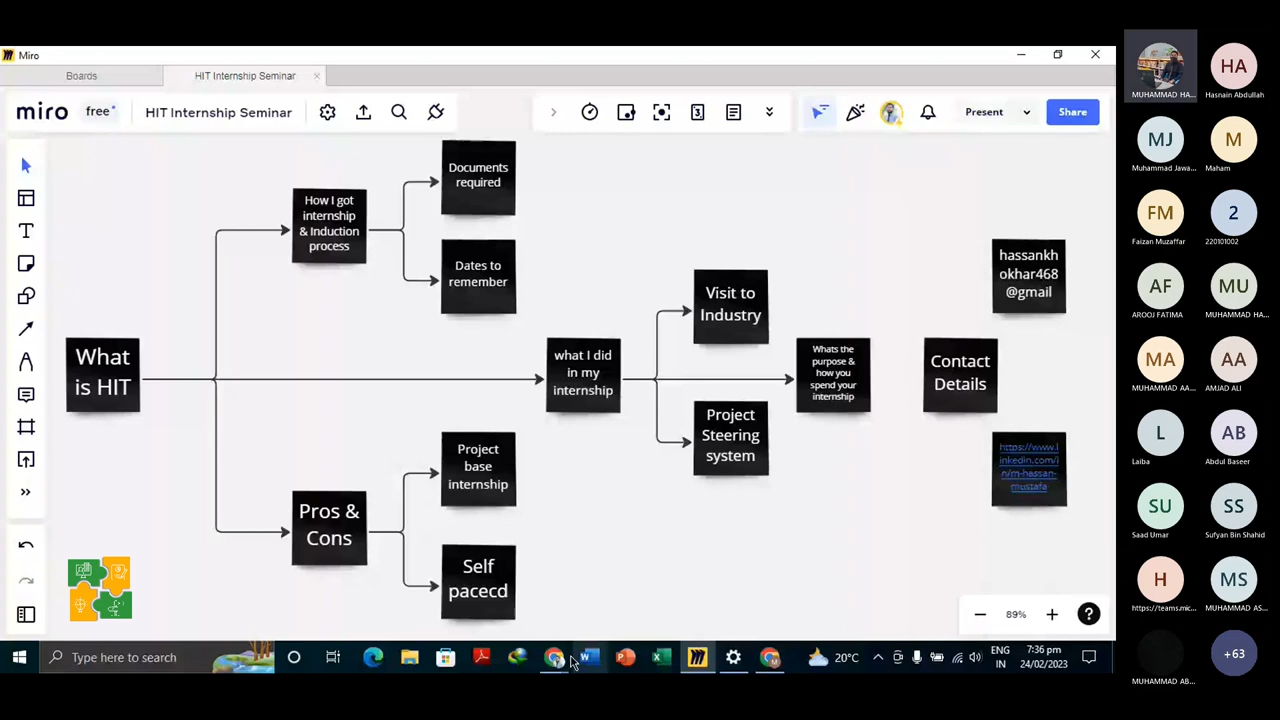 Miro
Boards
HIT Internship Seminar
miro
free
HIT Internship Seminar
3
Present
Share
Documents
required
How I got
internship
& Induction
process
Dates to
remember
What
is HIT
what I did
in my
internship
Visit to
Industry
Project
Steering
system
Whats the
purpose &
how you
spend your
internship
hassankh
okhar468
@gmail
Contact
Details
https://www.l
inkedin.com/i
n/m-hassan-
mustafa
Project
base
internship
Pros &
Cons
Self
pacecd
89%
?
Type here to search
20°C
ENG
IN
7:36 pm
24/02/2023
MUHAMMAD HA...
HA
Hasnain Abdullah
MJ
Muhammad Jawa...
M
Maham
FM
Faizan Muzaffar
2
220101002
AF
AROOJ FATIMA
MU
MUHAMMAD HA...
MA
MUHAMMAD AA...
AA
AMJAD ALI
L
Laiba
AB
Abdul Baseer
SU
Saad Umar
SS
Sufyan Bin Shahid
H
https://teams.mic...
MS
MUHAMMAD AS...
MUHAMMAD AB...
+63